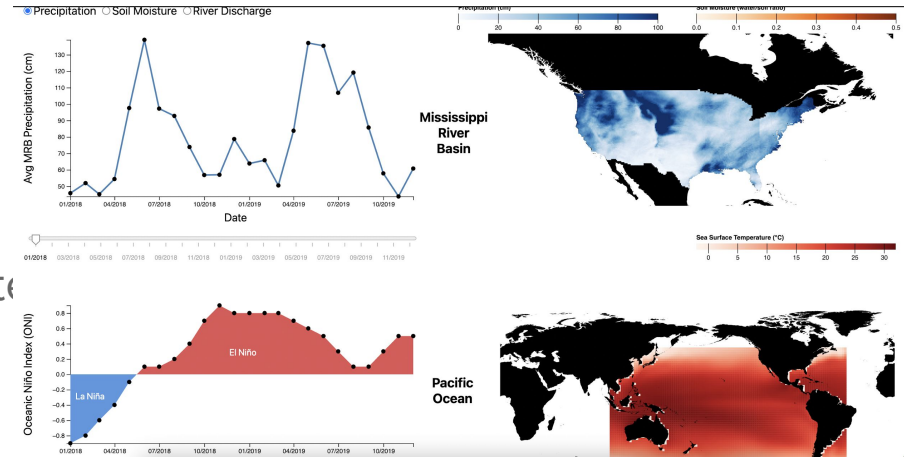 Precipitation Soil Moisture River Discharge
Precipitation (cm)
0 20 40 60 80 100
Soil Moisture (water/soil ratio)
0.0 0.1 0.2 0.3 0.4 0.5
Avg MRB Precipitation (cm)
130
120
110
100
90
80
70
60
50
01/2018 04/2018 07/2018 10/2018 01/2019 04/2019 07/2019 10/2019
Date
Mississippi
River
Basin
01/2018 03/2018 05/2018 07/2018 09/2018 11/2018 01/2019 03/2019 05/2019 07/2019 09/2019 11/2019
Sea Surface Temperature (°C)
0 5 10 15 20 25 30
Oceanic Niño Index (ONI)
0.8
0.6
0.4
0.2
0.0
-0.2
-0.4
-0.6
-0.8
El Niño
La Niña
01/2018 04/2018 07/2018 10/2018 01/2019 04/2019 07/2019 10/2019
Pacific
Ocean